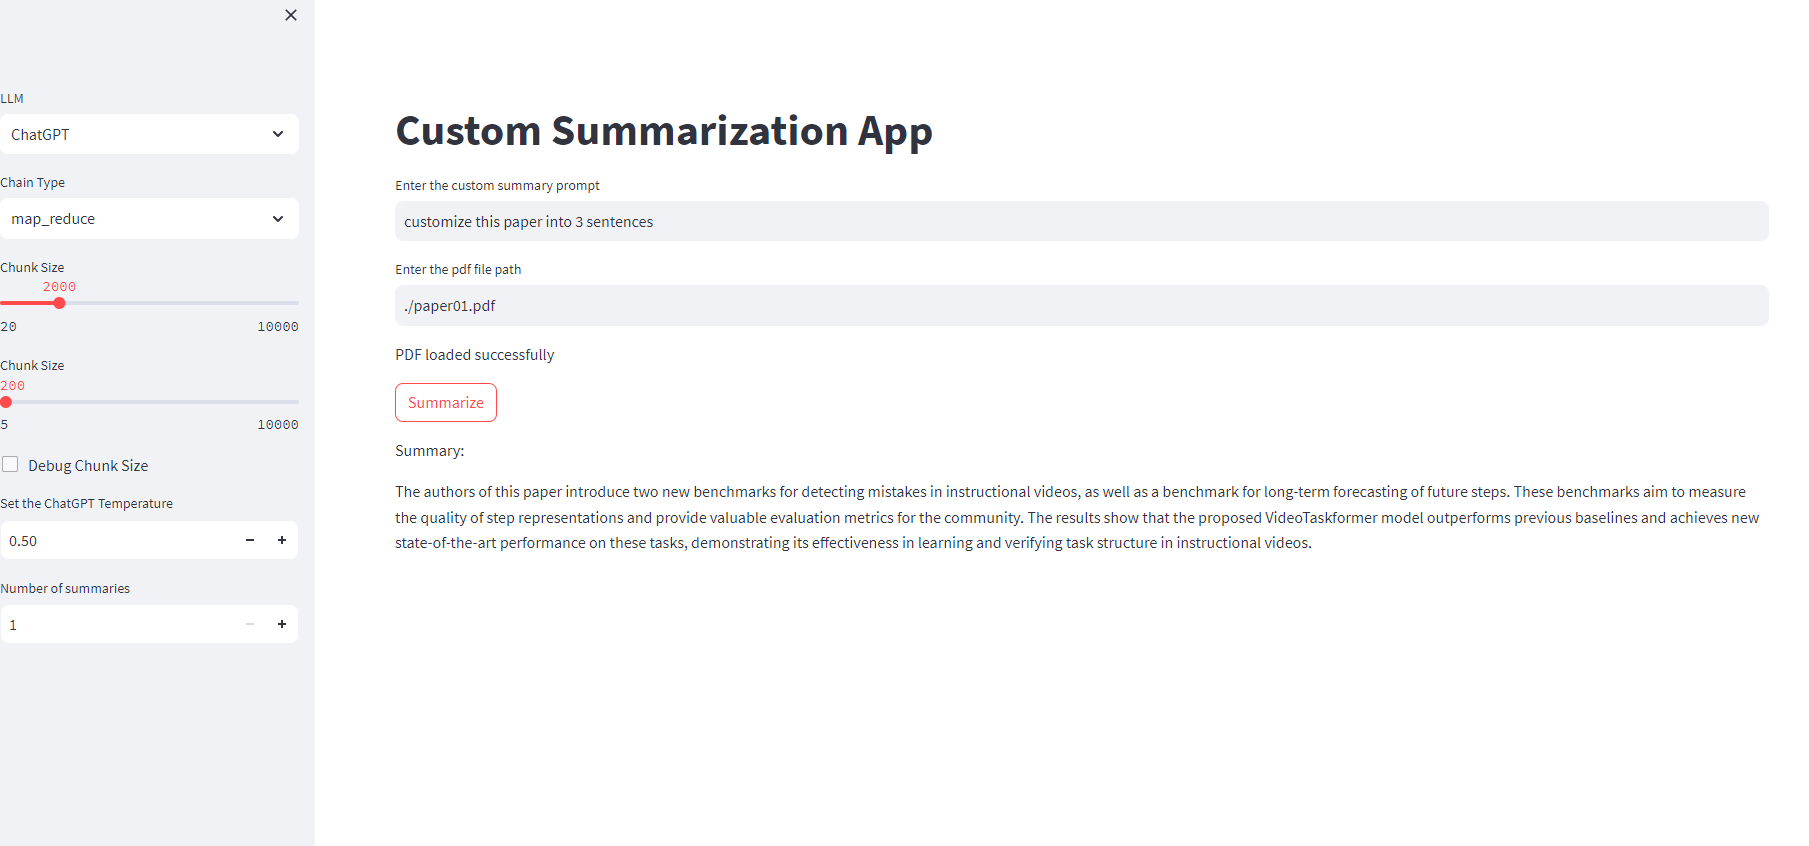 LLM
ChatGPT
Chain Type
map_reduce
Chunk Size
2000
20 10000
Chunk Size
200
5 10000
Debug Chunk Size
Set the ChatGPT Temperature
0.50
Number of summaries
1
Custom Summarization App
Enter the custom summary prompt
customize this paper into 3 sentences
Enter the pdf file path
./paper01.pdf
PDF loaded successfully
Summarize
Summary:
The authors of this paper introduce two new benchmarks for detecting mistakes in instructional videos, as well as a benchmark for long-term forecasting of future steps. These benchmarks aim to measure
the quality of step representations and provide valuable evaluation metrics for the community. The results show that the proposed VideoTaskformer model outperforms previous baselines and achieves new
state-of-the-art performance on these tasks, demonstrating its effectiveness in learning and verifying task structure in instructional videos.